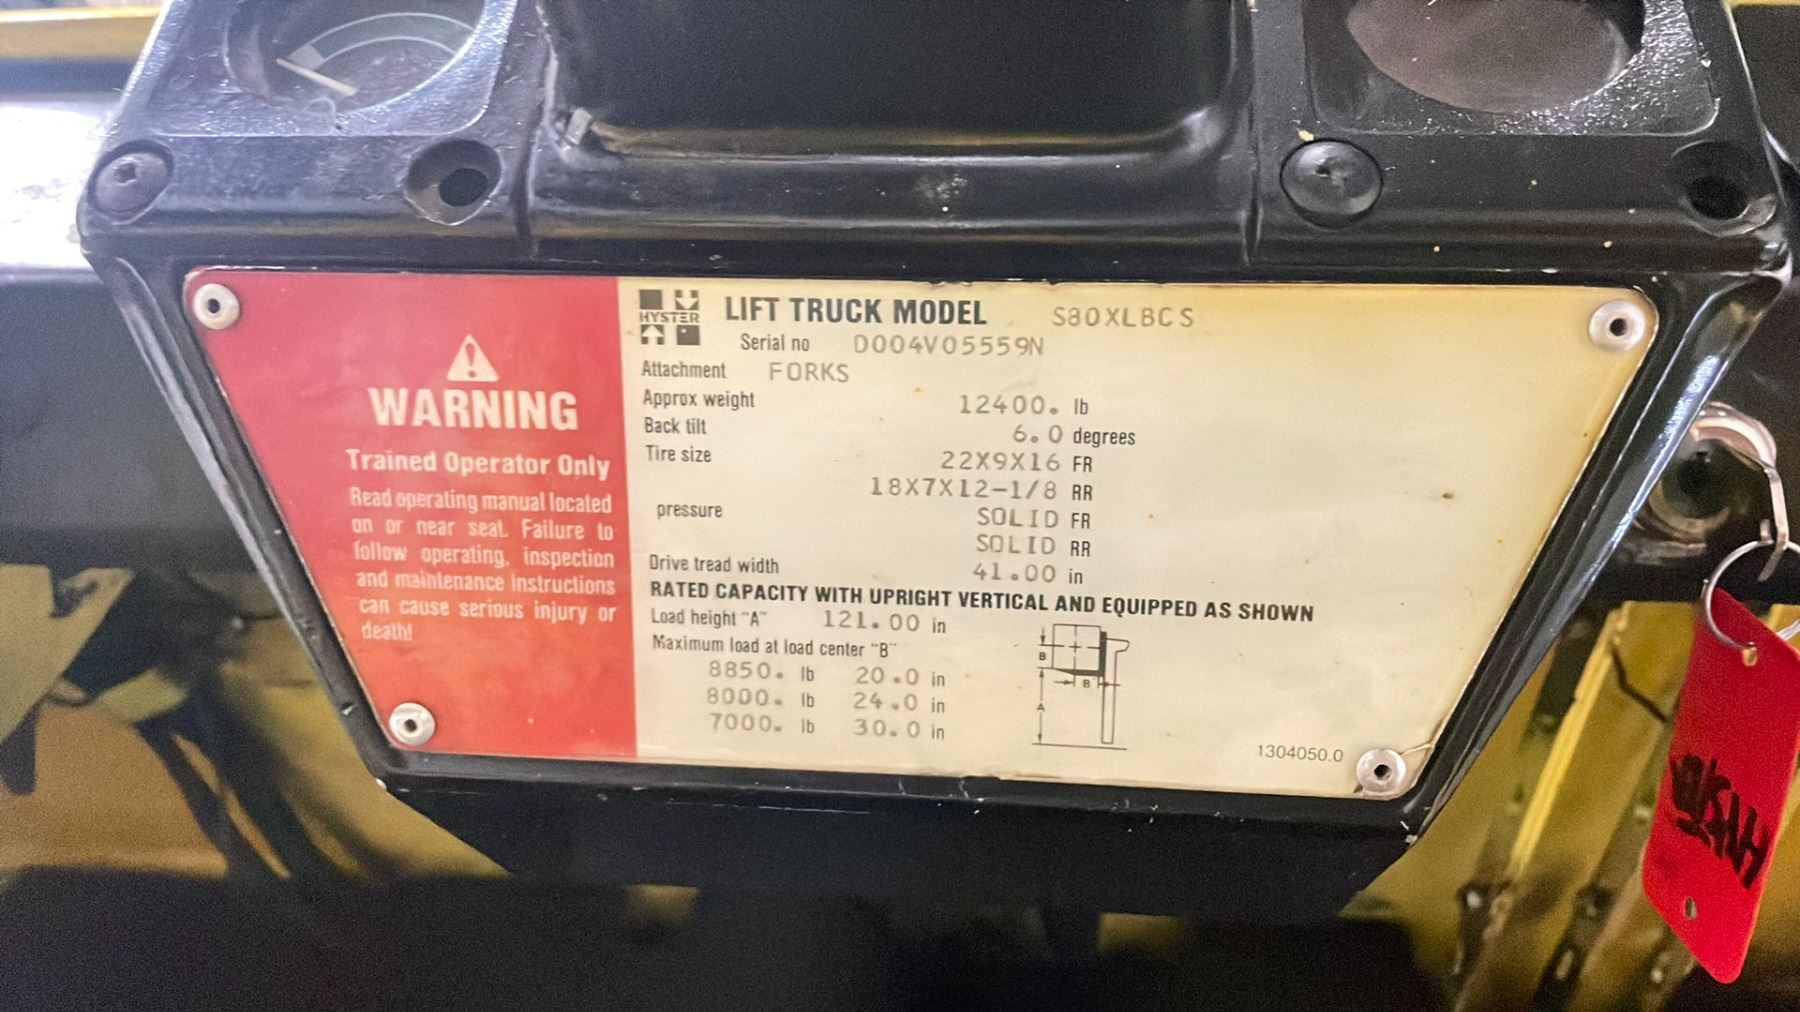 WARNING
Trained Operator Only
Read operating manual located
on or near seat. Failure to
follow operating, inspection
and maintenance instructions
can cause serious injury or
death!
HYSTER
LIFT TRUCK MODEL S80XLBCS
Serial no D004V05559N
Attachment FORKS
Approx weight 12400. lb
Back tilt 6.0 degrees
Tire size 22X9X16 FR
18X7X12-1/8 RR
pressure SOLID FR
SOLID RR
Drive tread width 41.00 in
RATED CAPACITY WITH UPRIGHT VERTICAL AND EQUIPPED AS SHOWN
Load height "A" 121.00 in
Maximum load at load center "B"
8850. lb 20.0 in
8000. lb 24.0 in
7000. lb 30.0 in
B
B
A
1304050.0